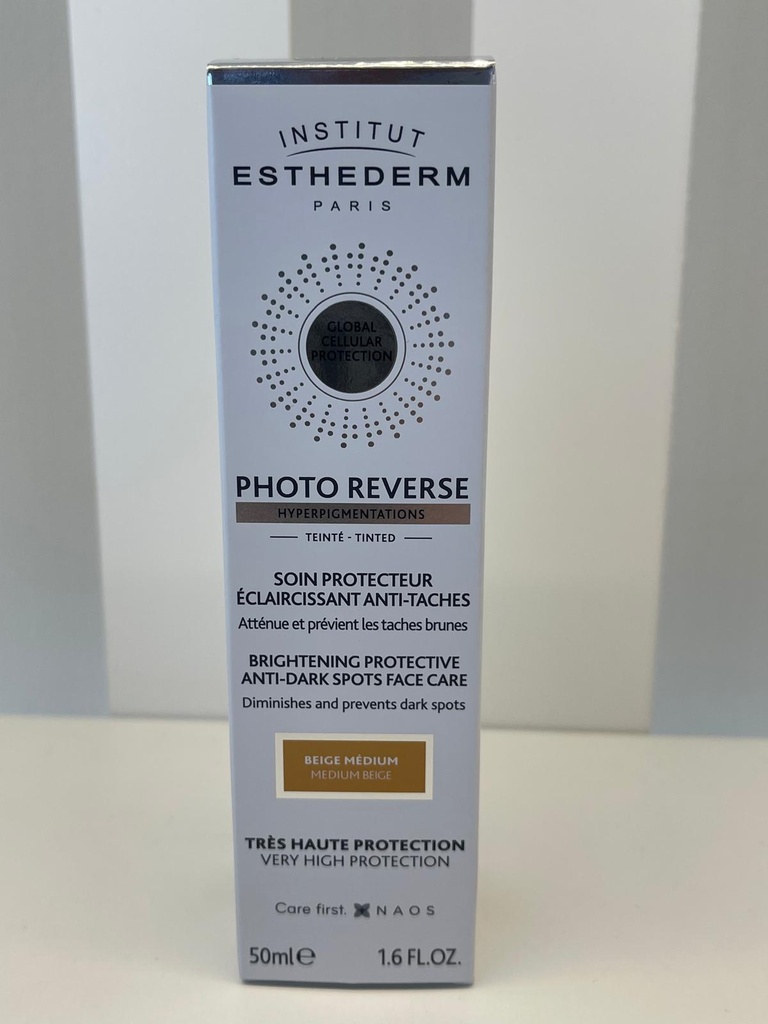 INSTITUT
ESTHEDERM
PARIS
GLOBAL
CELLULAR
PROTECTION
PHOTO REVERSE
HYPERPIGMENTATIONS
TEINTÉ - TINTED
SOIN PROTECTEUR
ÉCLAIRCISSANT ANTI-TACHES
Atténue et prévient les taches brunes
BRIGHTENING PROTECTIVE
ANTI-DARK SPOTS FACE CARE
Diminishes and prevents dark spots
BEIGE MÉDIUM
MEDIUM BEIGE
TRÈS HAUTE PROTECTION
VERY HIGH PROTECTION
Care first. NAOS
50ml℮ 1.6 FL.OZ.